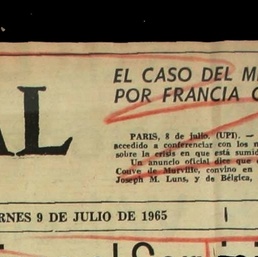 EL CASO DEL M
POR FRANCIA
AL
PARIS, 8 de julio. (UPI). —
accedido a conferenciar con los
sobre la crisis en que está sumid
Un anuncio oficial dice que
Couve de Murville, convino en
Joseph M. Luns, y de Bélgica,
ERNES 9 DE JULIO DE 1965